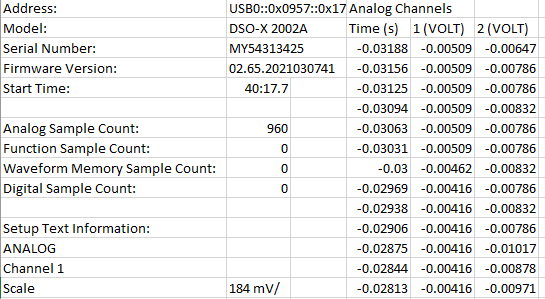 Address: USB0::0x0957::0x17 Analog Channels
Model: DSO-X 2002A Time (s) 1 (VOLT) 2 (VOLT)
Serial Number: MY54313425 -0.03188 -0.00509 -0.00647
Firmware Version: 02.65.2021030741 -0.03156 -0.00509 -0.00786
Start Time: 40:17.7 -0.03125 -0.00509 -0.00786
-0.03094 -0.00509 -0.00832
Analog Sample Count: 960 -0.03063 -0.00509 -0.00786
Function Sample Count: 0 -0.03031 -0.00509 -0.00786
Waveform Memory Sample Count: 0 -0.03 -0.00462 -0.00832
Digital Sample Count: 0 -0.02969 -0.00416 -0.00786
-0.02938 -0.00416 -0.00832
Setup Text Information: -0.02906 -0.00416 -0.00786
ANALOG -0.02875 -0.00416 -0.01017
Channel 1 -0.02844 -0.00416 -0.00878
Scale 184 mV/ -0.02813 -0.00416 -0.00971